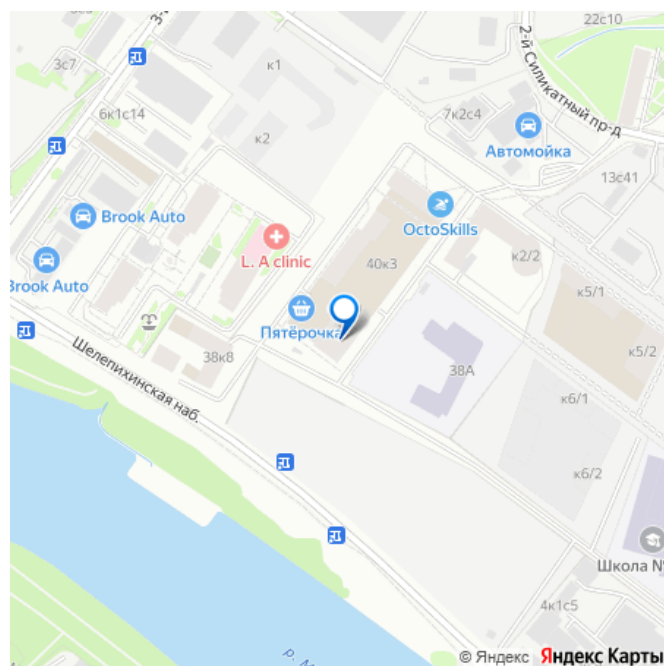 22с10
3с7
к1
3-
2-й Силикатный пр-д
6к1с14
7к2с4
к2
Автомойка
13с41
Brook Auto
OctoSkills
L. A clinic
к2/2
40к3
Brook Auto
к5/1
Пятёрочка
к5/2
38к8
38А
Шелепихинская наб.
к6/1
к6/2
Школа №
4к1с5
р. М
© Яндекс Яндекс Карты